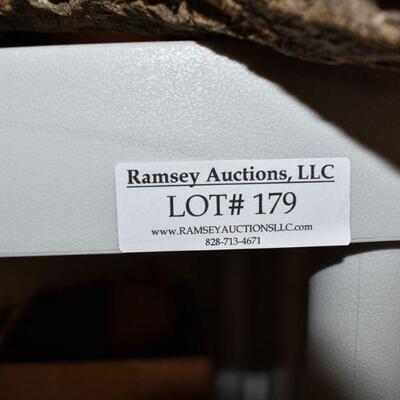 Ramsey Auctions, LLC
LOT# 179
www.RAMSEYAUCTIONSLLC.com
828-713-4671